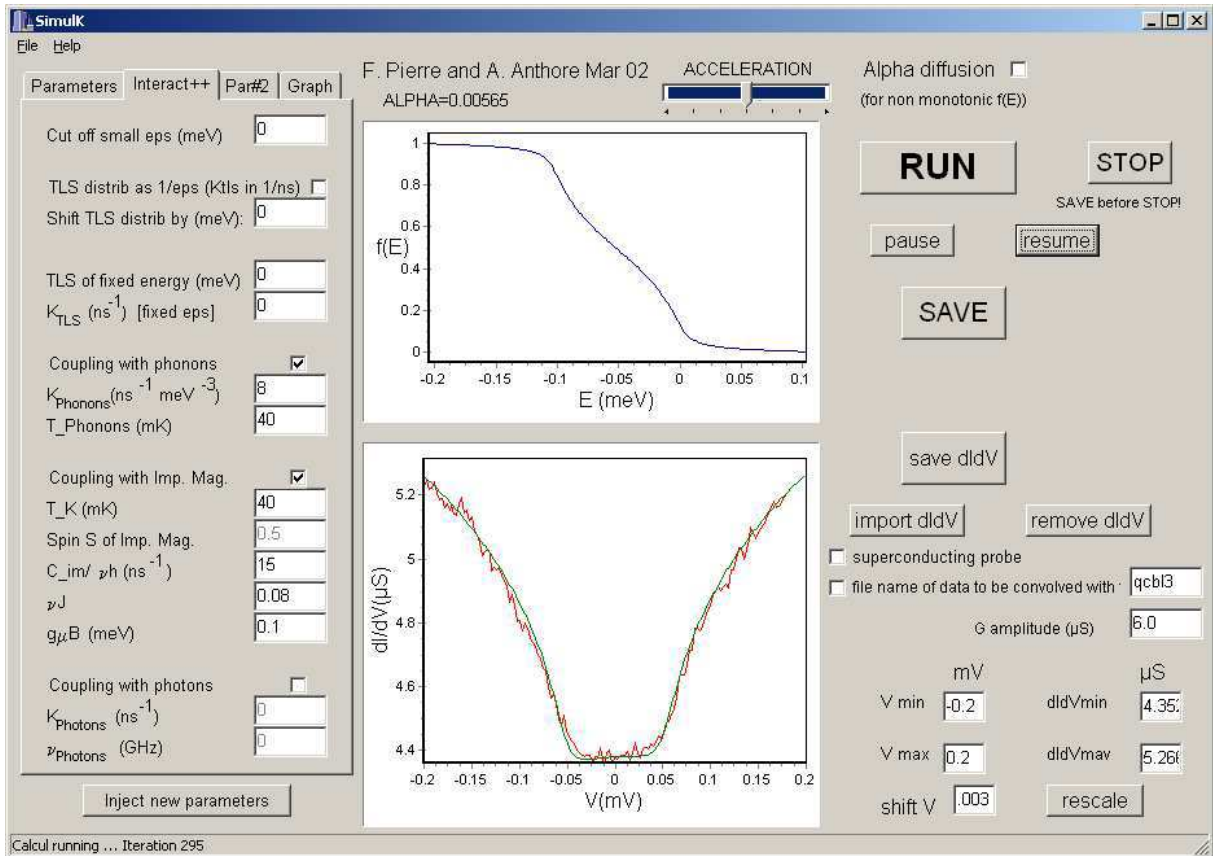 SimulK
File Help
Parameters Interact++ Par#2 Graph
Cut off small eps (meV) 0
TLS distrib as 1/eps (Ktls in 1/ns)
Shift TLS distrib by (meV): 0
TLS of fixed energy (meV) 0
K_TLS (ns^-1) [fixed eps] 0
Coupling with phonons
K_Phonons (ns^-1 meV^-3) 8
T_Phonons (mK) 40
Coupling with Imp. Mag.
T_K (mK) 40
Spin S of Imp. Mag. 0.5
C_im/ νh (ns^-1) 15
νJ 0.08
gμB (meV) 0.1
Coupling with photons
K_Photons (ns^-1) 0
ν_Photons (GHz) 0
Inject new parameters
F. Pierre and A. Anthore Mar 02
ALPHA=0.00565
ACCELERATION
1
0.8
0.6
0.4
0.2
0
f(E)
-0.2 -0.15 -0.1 -0.05 0 0.05 0.1
E (meV)
5.2
5
4.8
4.6
4.4
dI/dV(µS)
-0.2 -0.15 -0.1 -0.05 0 0.05 0.1 0.15 0.2
V(mV)
Alpha diffusion
(for non monotonic f(E))
RUN STOP
SAVE before STOP!
pause resume
SAVE
save dIdV
import dIdV remove dIdV
superconducting probe
file name of data to be convolved with qcbl3
G amplitude (µS) 6.0
mV µS
V min -0.2 dIdVmin 4.352
V max 0.2 dIdVmav 5.266
shift V .003 rescale
Calcul running ... Iteration 295